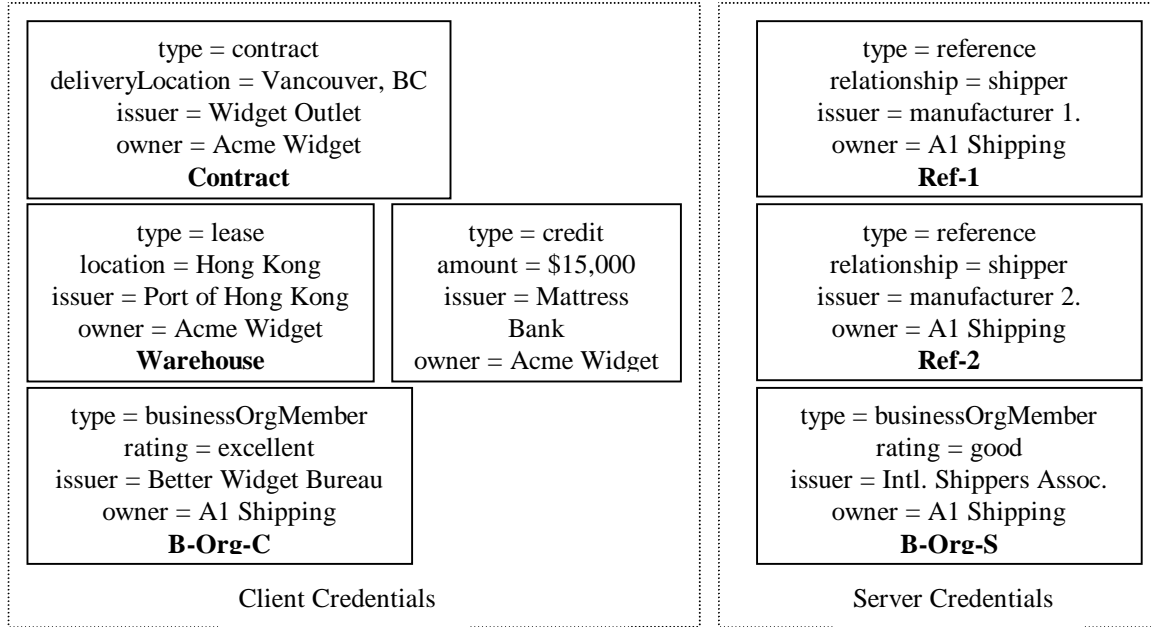 type = contract
deliveryLocation = Vancouver, BC
issuer = Widget Outlet
owner = Acme Widget
Contract
type = lease
location = Hong Kong
issuer = Port of Hong Kong
owner = Acme Widget
Warehouse
type = credit
amount = $15,000
issuer = Mattress
Bank
owner = Acme Widget
type = businessOrgMember
rating = excellent
issuer = Better Widget Bureau
owner = A1 Shipping
B-Org-C
Client Credentials
type = reference
relationship = shipper
issuer = manufacturer 1.
owner = A1 Shipping
Ref-1
type = reference
relationship = shipper
issuer = manufacturer 2.
owner = A1 Shipping
Ref-2
type = businessOrgMember
rating = good
issuer = Intl. Shippers Assoc.
owner = A1 Shipping
B-Org-S
Server Credentials